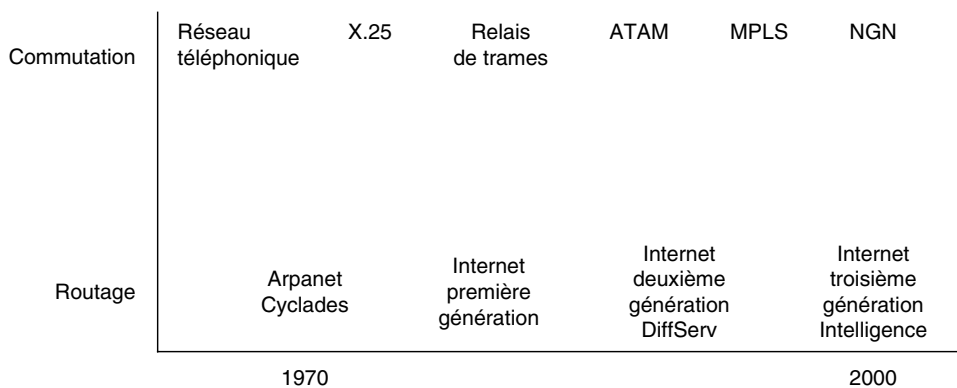 Commutation
Réseau
téléphonique
X.25
Relais
de trames
ATAM
MPLS
NGN
Routage
Arpanet
Cyclades
Internet
première
génération
Internet
deuxième
génération
DiffServ
Internet
troisième
génération
Intelligence
1970
2000